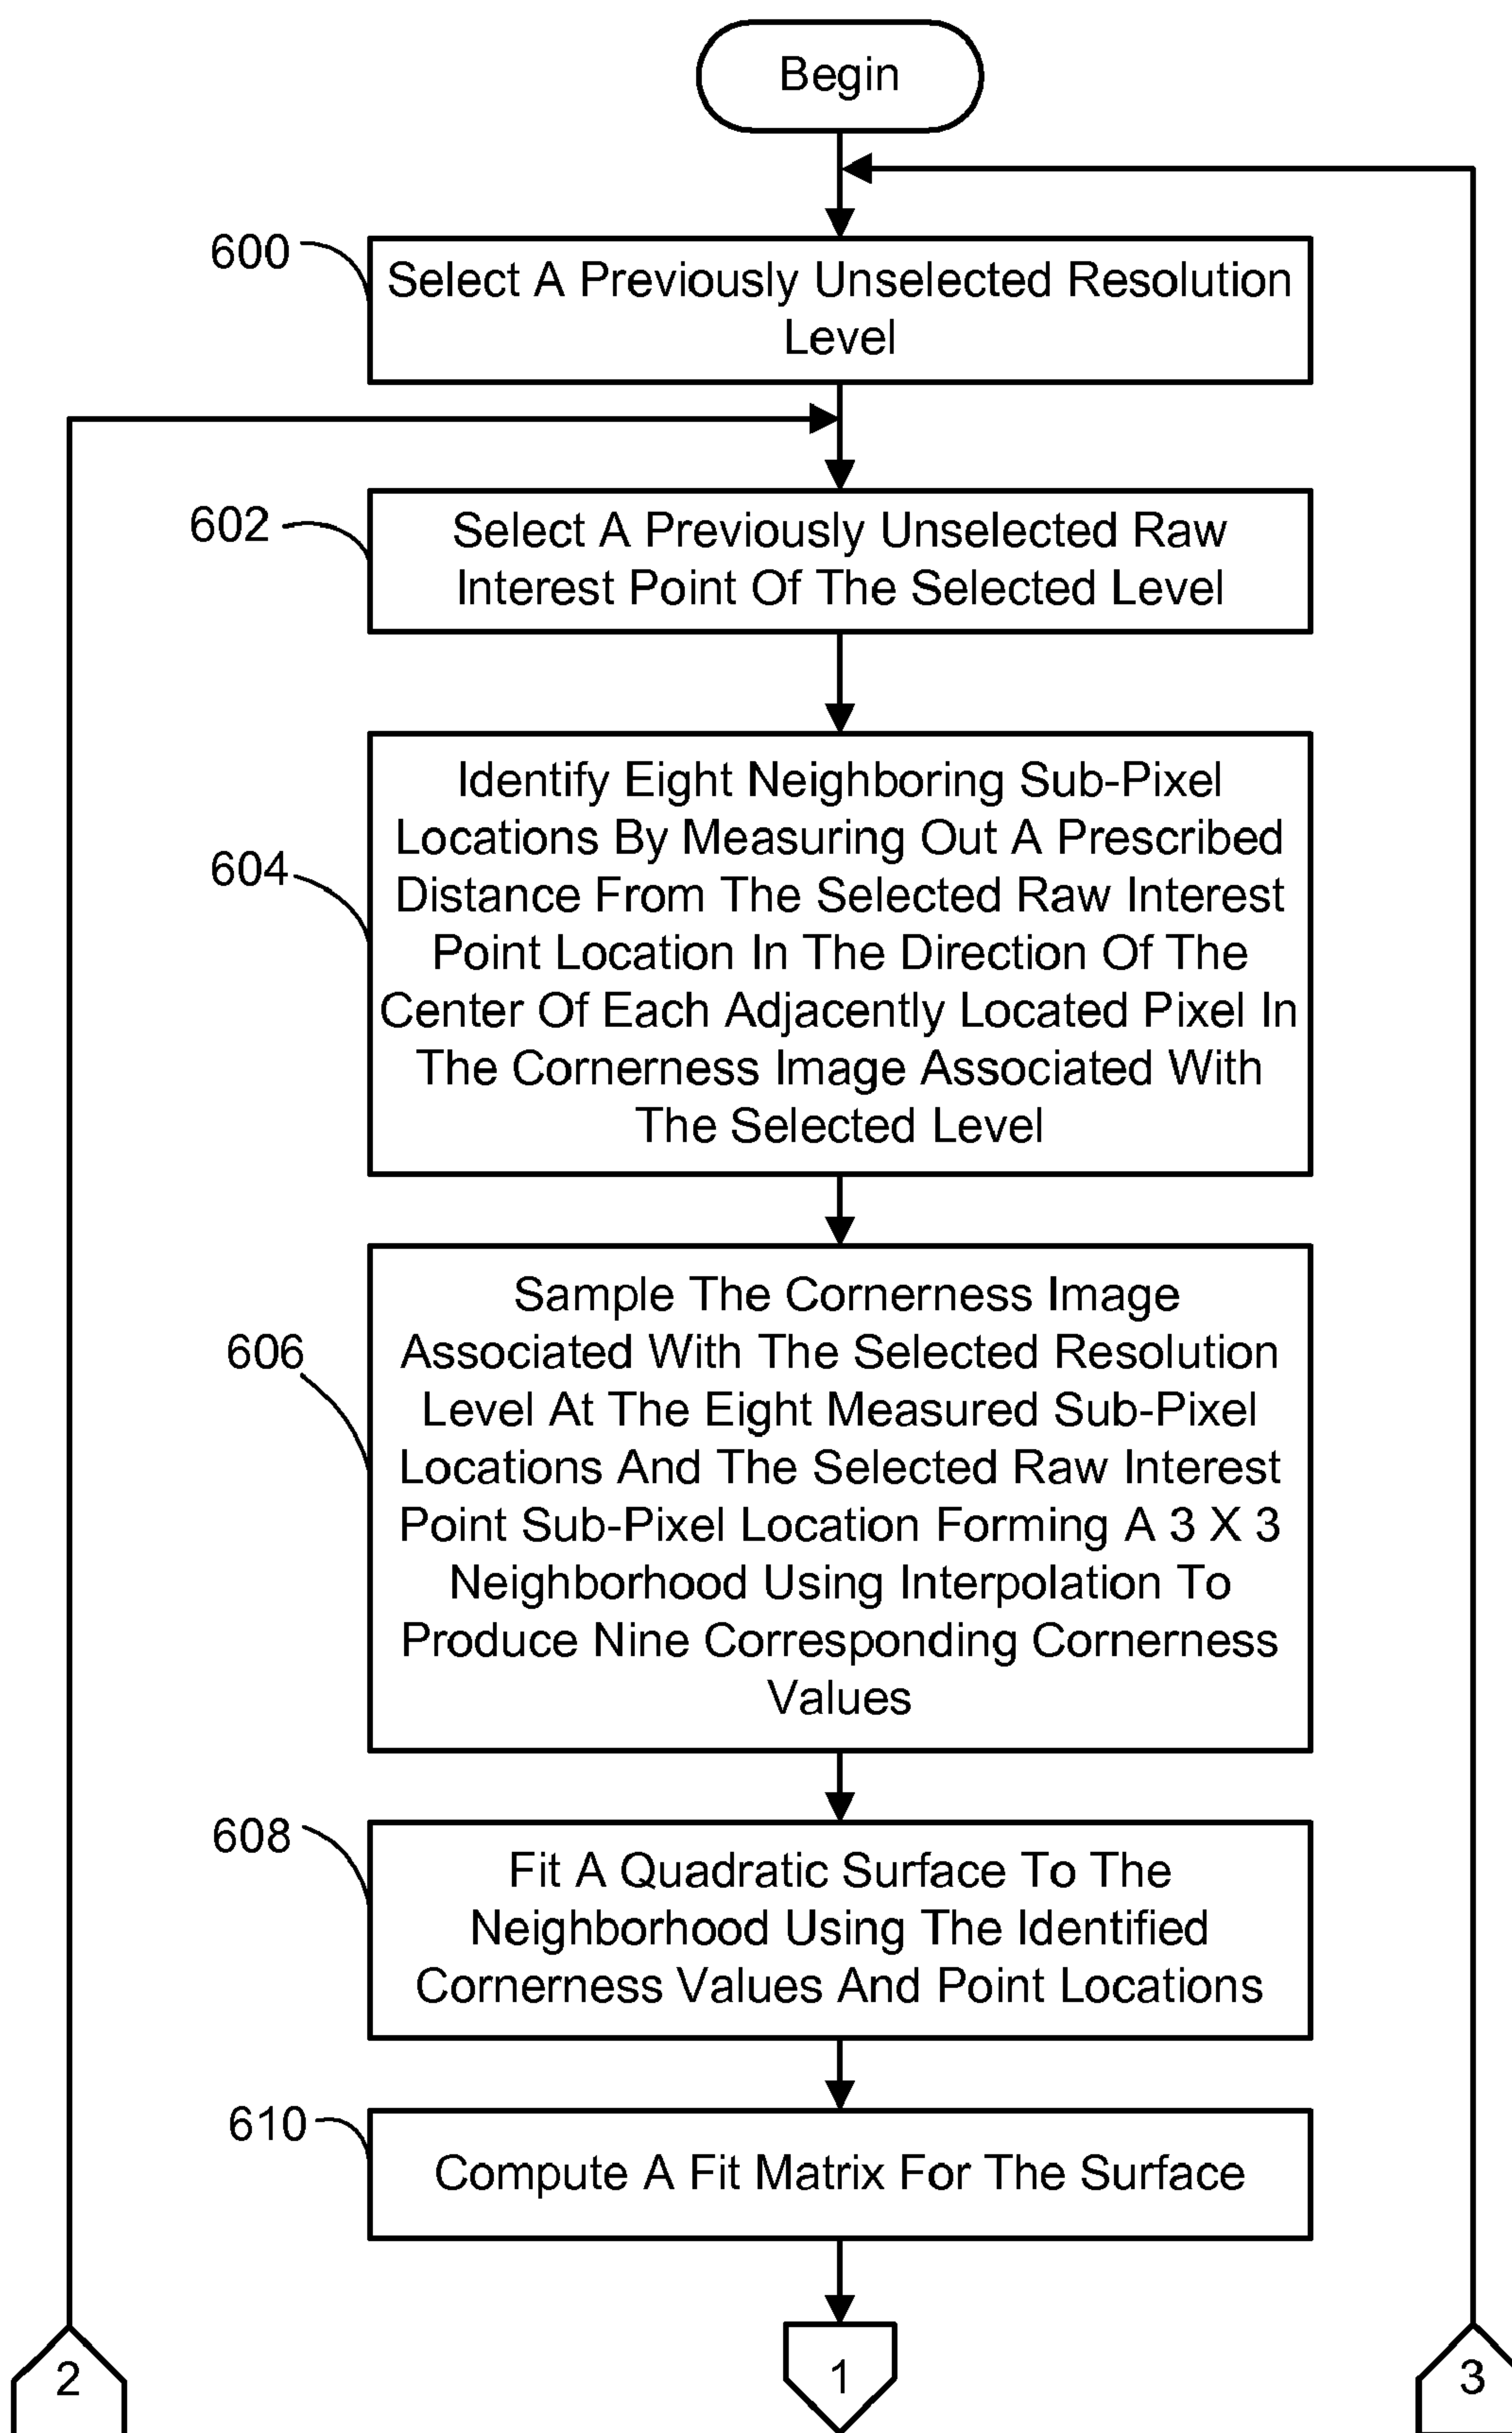 Begin
600
Select A Previously Unselected Resolution
Level
602
Select A Previously Unselected Raw
Interest Point Of The Selected Level
604
Identify Eight Neighboring Sub-Pixel
Locations By Measuring Out A Prescribed
Distance From The Selected Raw Interest
Point Location In The Direction Of The
Center Of Each Adjacently Located Pixel In
The Cornerness Image Associated With
The Selected Level
606
Sample The Cornerness Image
Associated With The Selected Resolution
Level At The Eight Measured Sub-Pixel
Locations And The Selected Raw Interest
Point Sub-Pixel Location Forming A 3 X 3
Neighborhood Using Interpolation To
Produce Nine Corresponding Cornerness
Values
608
Fit A Quadratic Surface To The
Neighborhood Using The Identified
Cornerness Values And Point Locations
610
Compute A Fit Matrix For The Surface
2
1
3